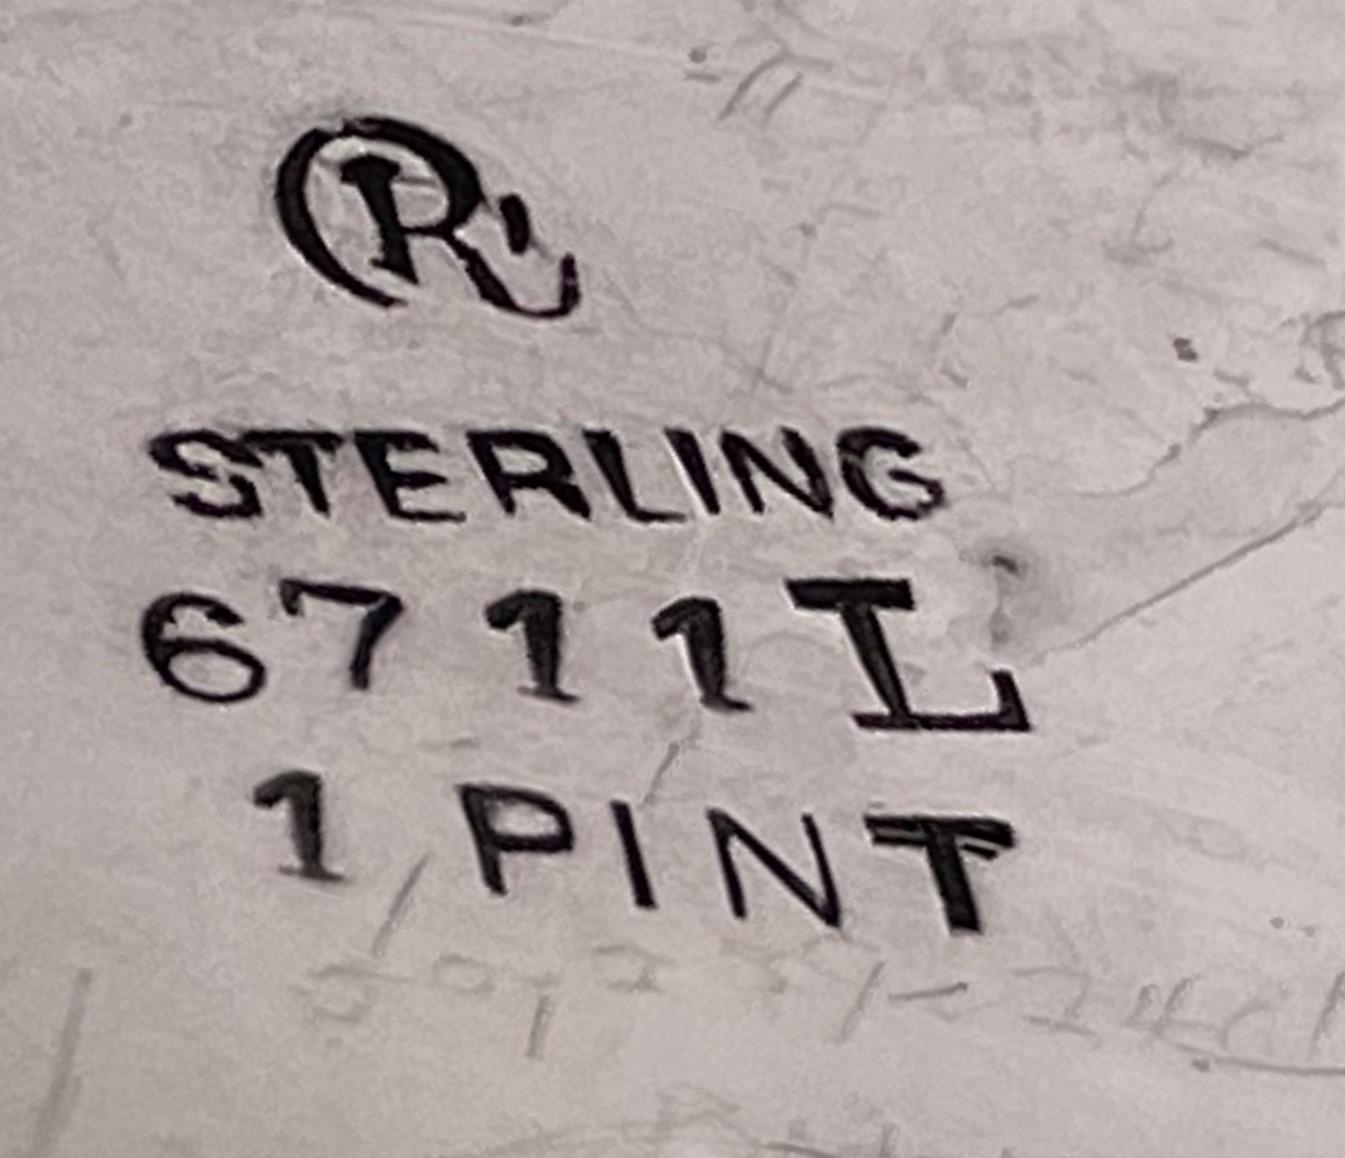 R
STERLING
6711L
1 PINT